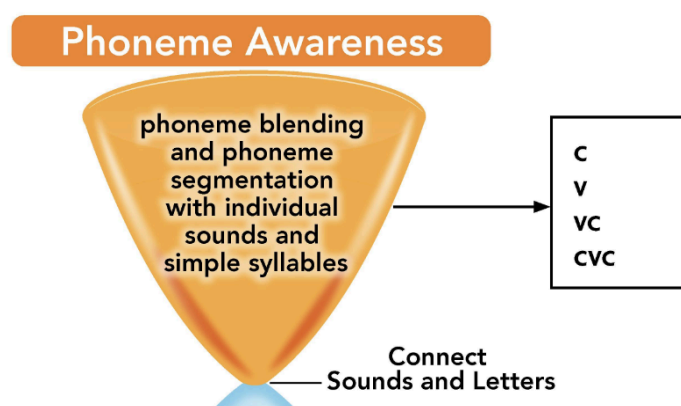 Phoneme Awareness
phoneme blending
and phoneme
segmentation
with individual
sounds and
simple syllables
C
V
VC
CVC
Connect
Sounds and Letters